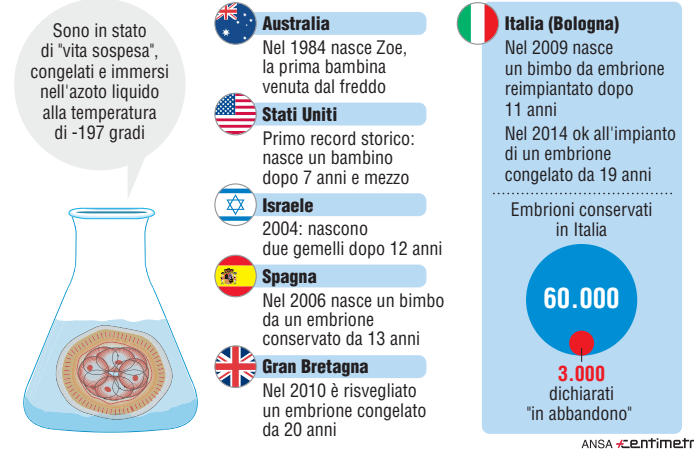 Sono in stato
di "vita sospesa",
congelati e immersi
nell'azoto liquido
alla temperatura
di -197 gradi
Australia
Nel 1984 nasce Zoe,
la prima bambina
venuta dal freddo
Stati Uniti
Primo record storico:
nasce un bambino
dopo 7 anni e mezzo
Israele
2004: nascono
due gemelli dopo 12 anni
Spagna
Nel 2006 nasce un bimbo
da un embrione
conservato da 13 anni
Gran Bretagna
Nel 2010 è risvegliato
un embrione congelato
da 20 anni
Italia (Bologna)
Nel 2009 nasce
un bimbo da embrione
reimpiantato dopo
11 anni
Nel 2014 ok all'impianto
di un embrione
congelato da 19 anni
Embrioni conservati
in Italia
60.000
3.000
dichiarati
"in abbandono"
ANSA centimetr